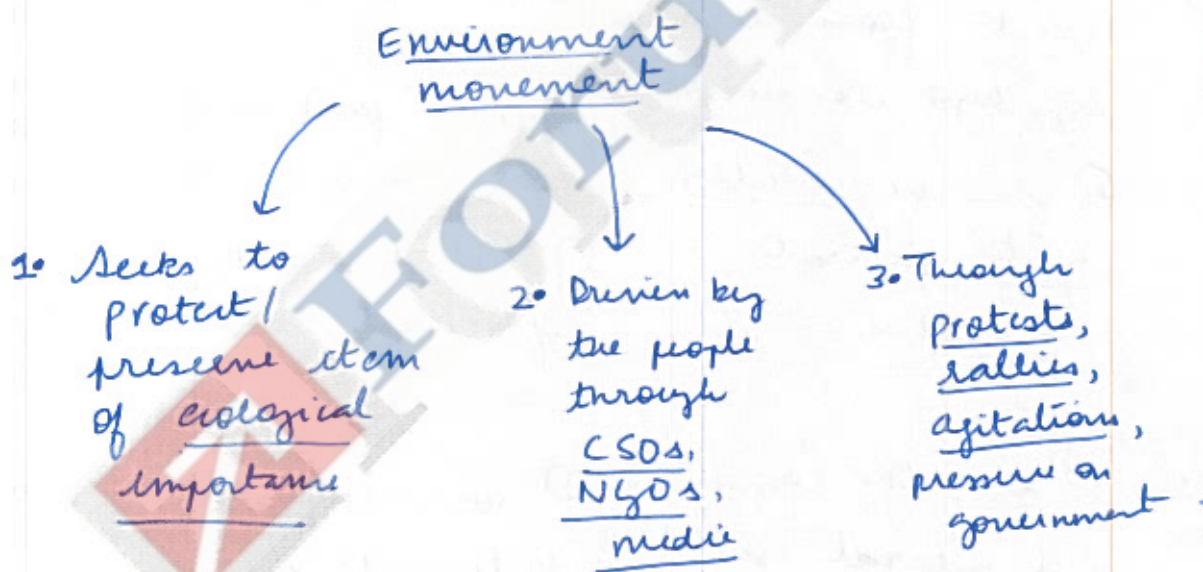 Environment
movement
1. Seeks to
protect/
preserve item
of ecological
importance
2. Driven by
the people
through
CSOs,
NGOs,
media
3. Through
protests,
rallies,
agitations,
pressure on
government.
Forum